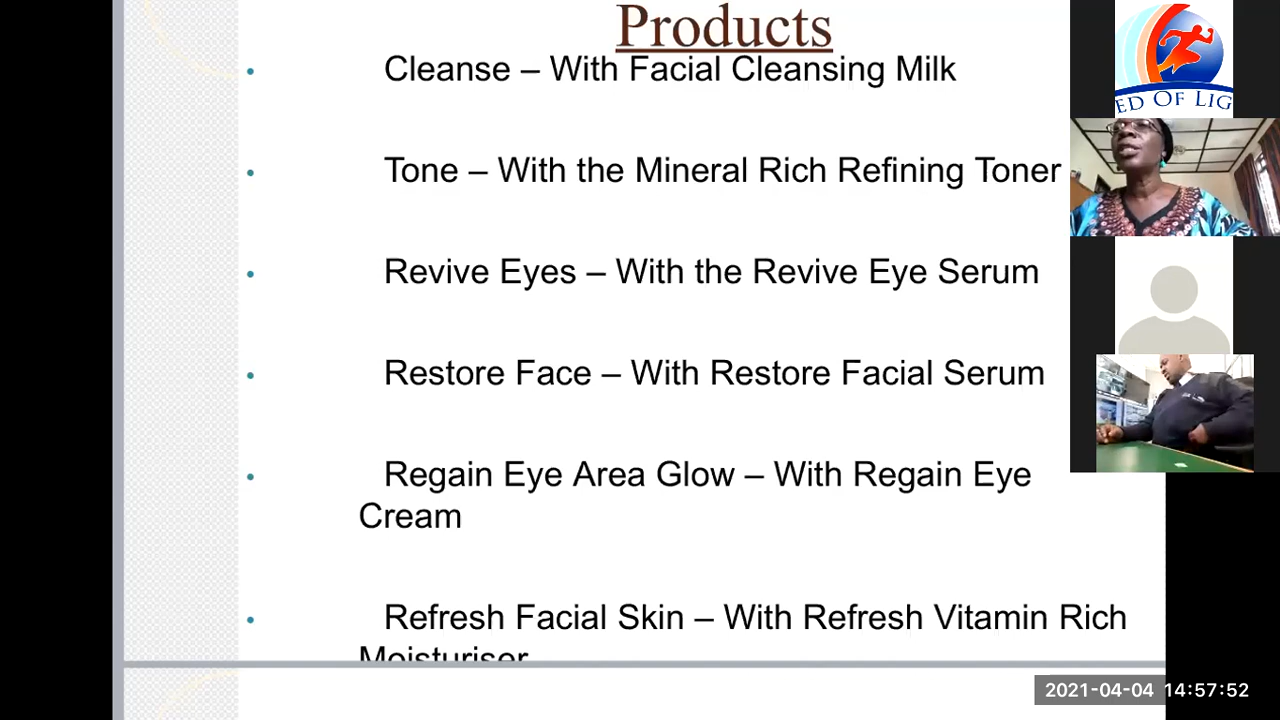 Products
Cleanse – With Facial Cleansing Milk
Tone – With the Mineral Rich Refining Toner
Revive Eyes – With the Revive Eye Serum
Restore Face – With Restore Facial Serum
Regain Eye Area Glow – With Regain Eye
Cream
Refresh Facial Skin – With Refresh Vitamin Rich
Moisturiser
ED OF LIG
2021-04-04 14:57:52